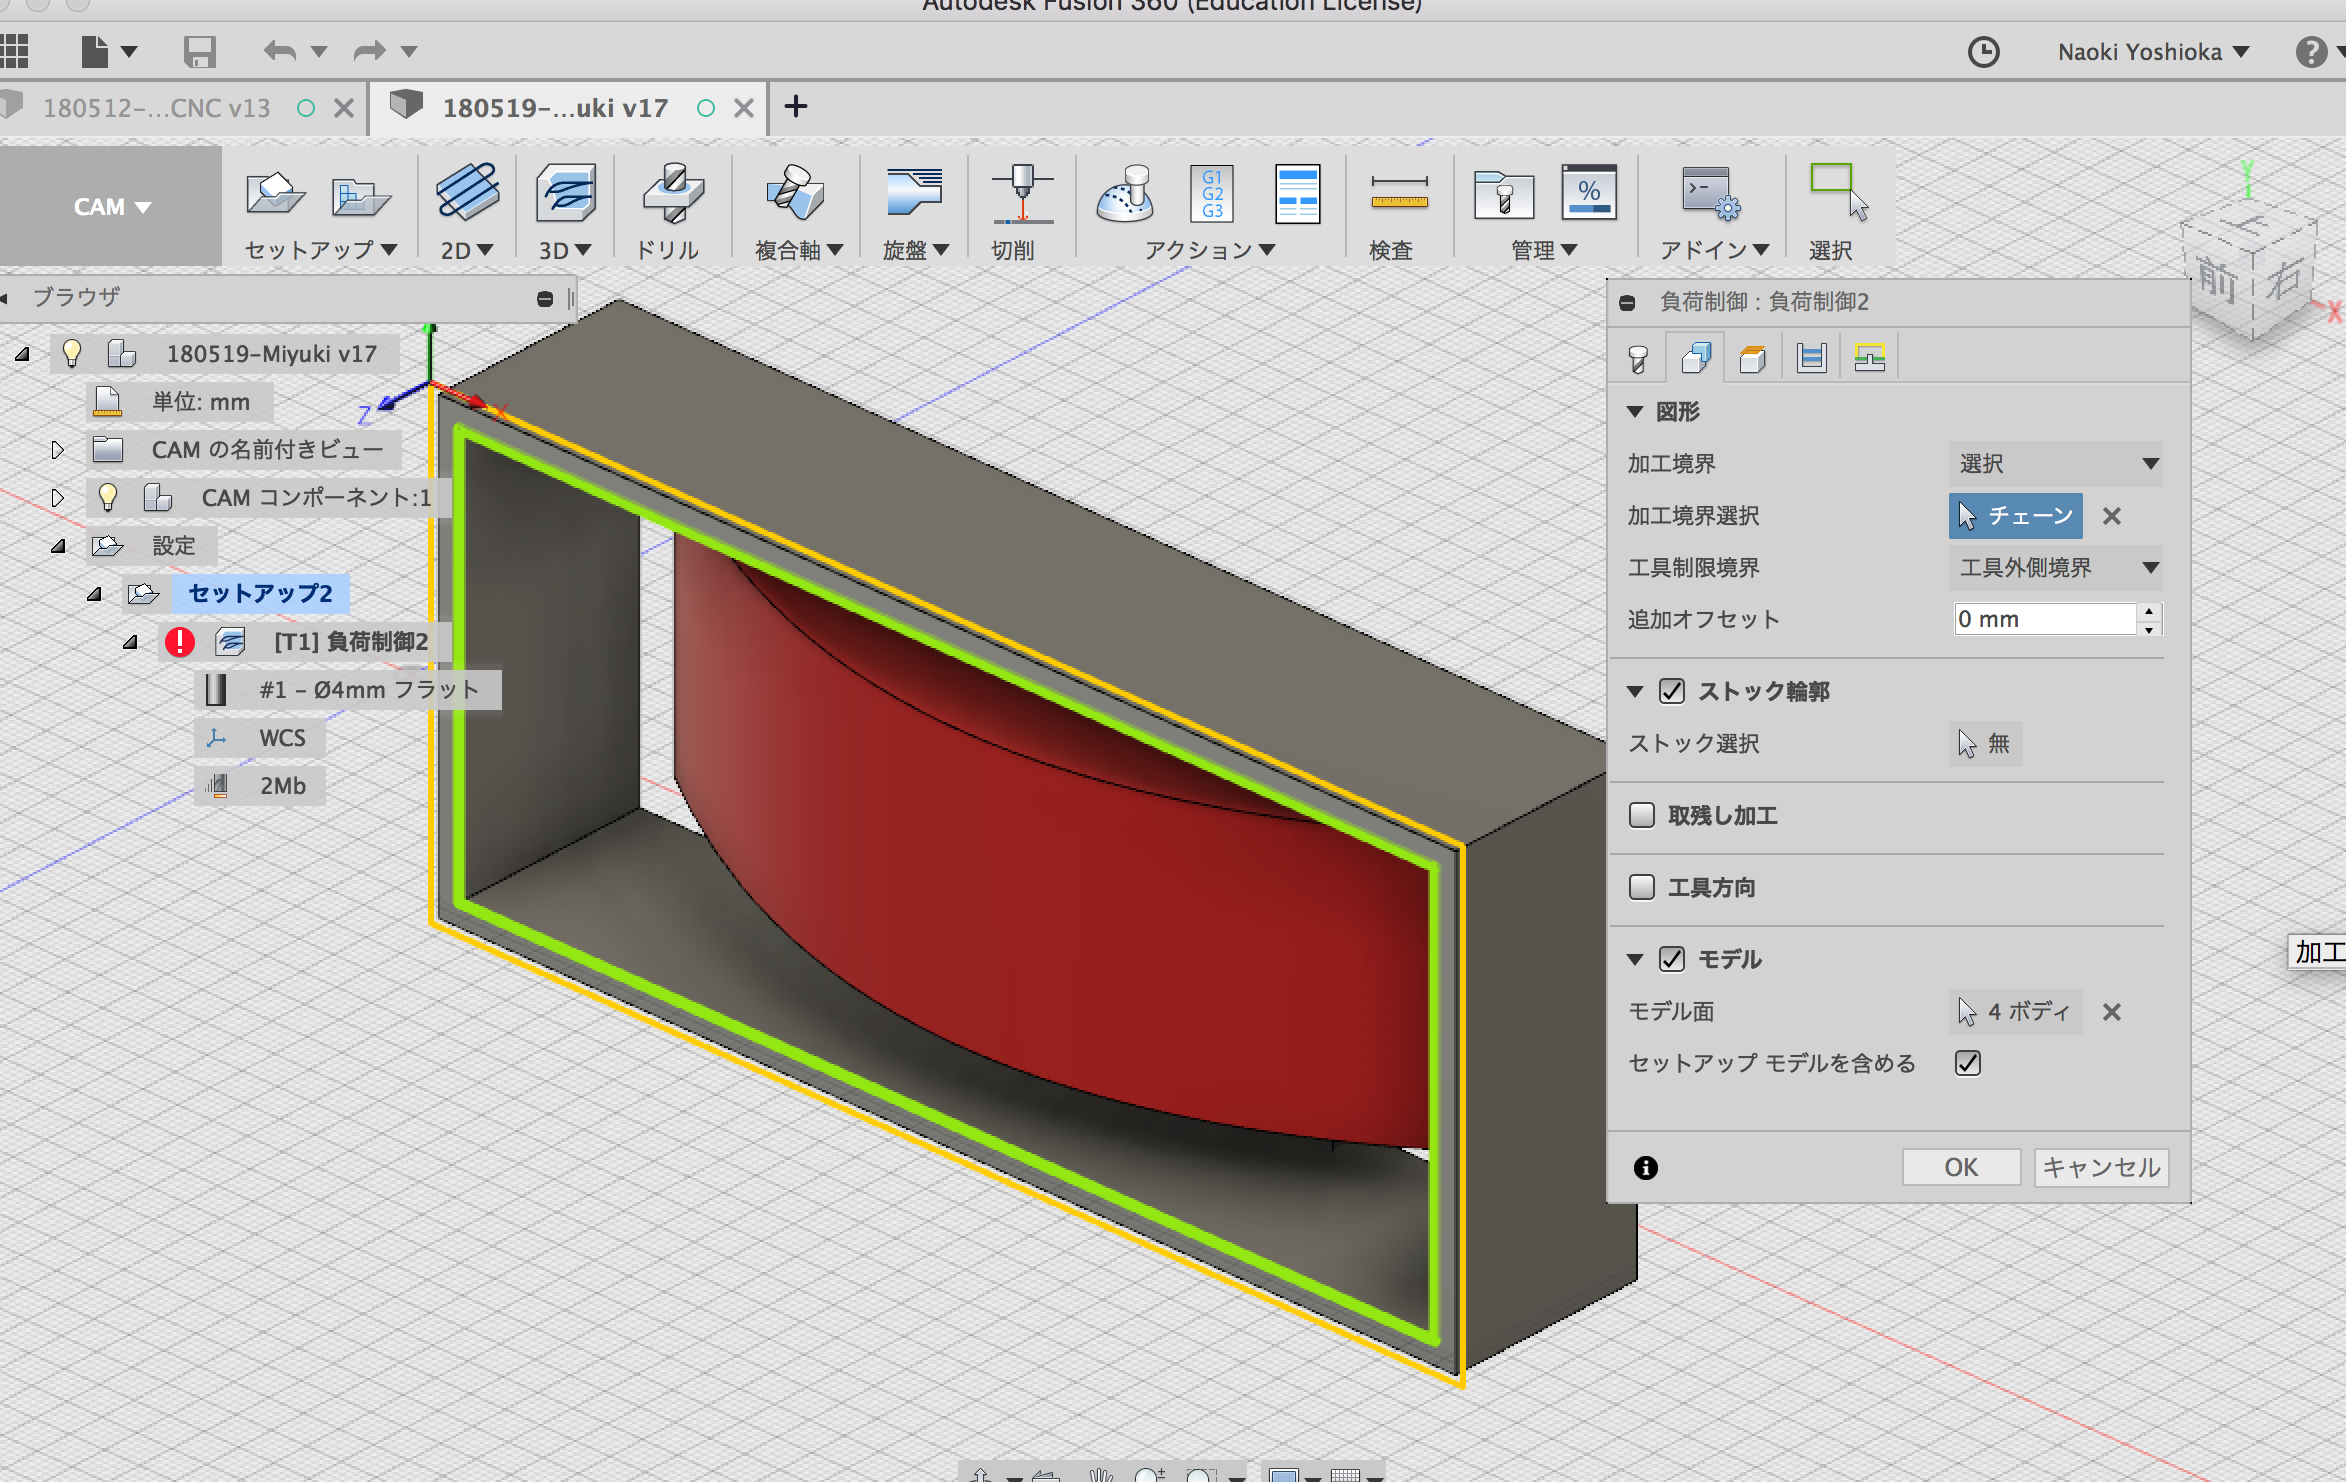 Autodesk Fusion 360 (Education License)
Naoki Yoshioka
180512-...CNC v13
180519-...uki v17
CAM
G1
G2
G3
%
セットアップ
2D
3D
ドリル
複合軸
旋盤
切削
アクション
検査
管理
アドイン
選択
ブラウザ
180519-Miyuki v17
単位: mm
CAM の名前付きビュー
CAM コンポーネント:1
設定
セットアップ2
[T1] 負荷制御2
#1 - Ø4mm フラット
WCS
2Mb
Z
X
Y
上
前
右
X
負荷制御 : 負荷制御2
図形
加工境界
選択
加工境界選択
チェーン
工具制限境界
工具外側境界
追加オフセット
0 mm
ストック輪郭
ストック選択
無
取残し加工
工具方向
モデル
モデル面
4 ボディ
セットアップ モデルを含める
OK
キャンセル
加工